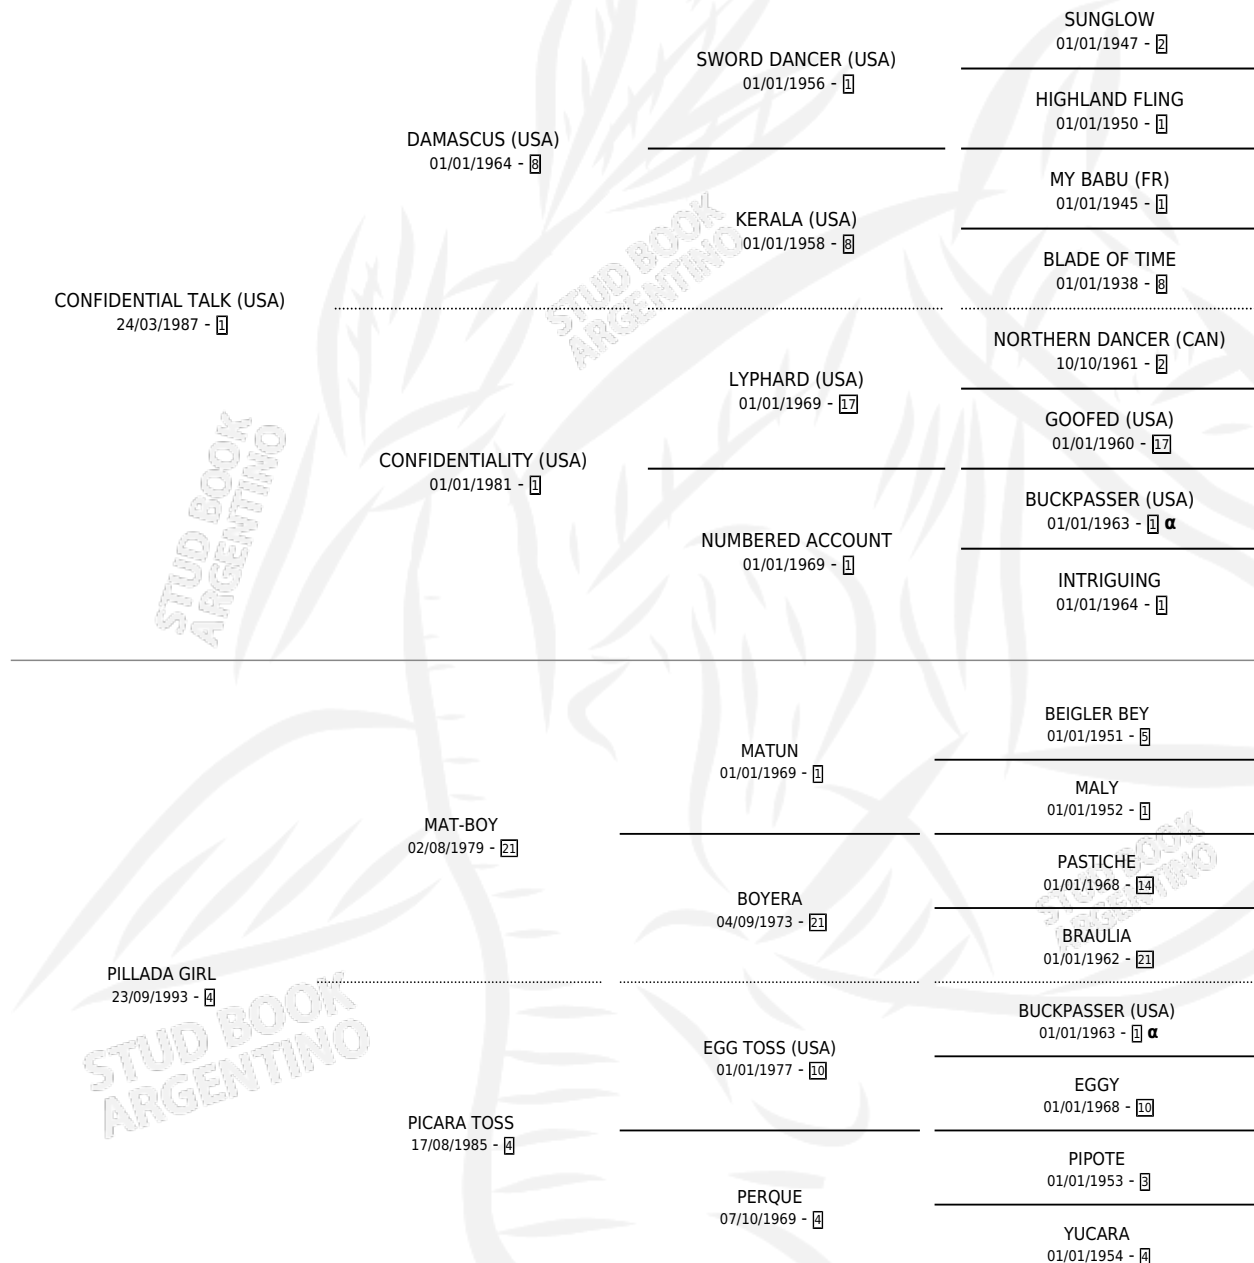 SUNGLOW
01/01/1947 - 2
SWORD DANCER (USA)
01/01/1956 - 1
HIGHLAND FLING
01/01/1950 - 1
DAMASCUS (USA)
01/01/1964 - 8
MY BABU (FR)
01/01/1945 - 1
KERALA (USA)
01/01/1958 - 8
BLADE OF TIME
01/01/1938 - 8
CONFIDENTIAL TALK (USA)
24/03/1987 - 1
NORTHERN DANCER (CAN)
10/10/1961 - 2
LYPHARD (USA)
01/01/1969 - 17
GOOFED (USA)
01/01/1960 - 17
CONFIDENTIALITY (USA)
01/01/1981 - 1
BUCKPASSER (USA)
01/01/1963 - 1 α
NUMBERED ACCOUNT
01/01/1969 - 1
INTRIGUING
01/01/1964 - 1
BEIGLER BEY
01/01/1951 - 5
MATUN
01/01/1969 - 1
MALY
01/01/1952 - 1
MAT-BOY
02/08/1979 - 21
PASTICHE
01/01/1968 - 14
BOYERA
04/09/1973 - 21
BRAULIA
01/01/1962 - 21
PILLADA GIRL
23/09/1993 - 4
BUCKPASSER (USA)
01/01/1963 - 1 α
EGG TOSS (USA)
01/01/1977 - 10
EGGY
01/01/1968 - 10
PICARA TOSS
17/08/1985 - 4
PIPOTE
01/01/1953 - 3
PERQUE
07/10/1969 - 4
YUCARA
01/01/1954 - 4
STUD BOOK
ARGENTINO
STUD BOOK
ARGENTINO
STUD BOOK
ARGENTINO
STUD BOOK
ARGENTINO